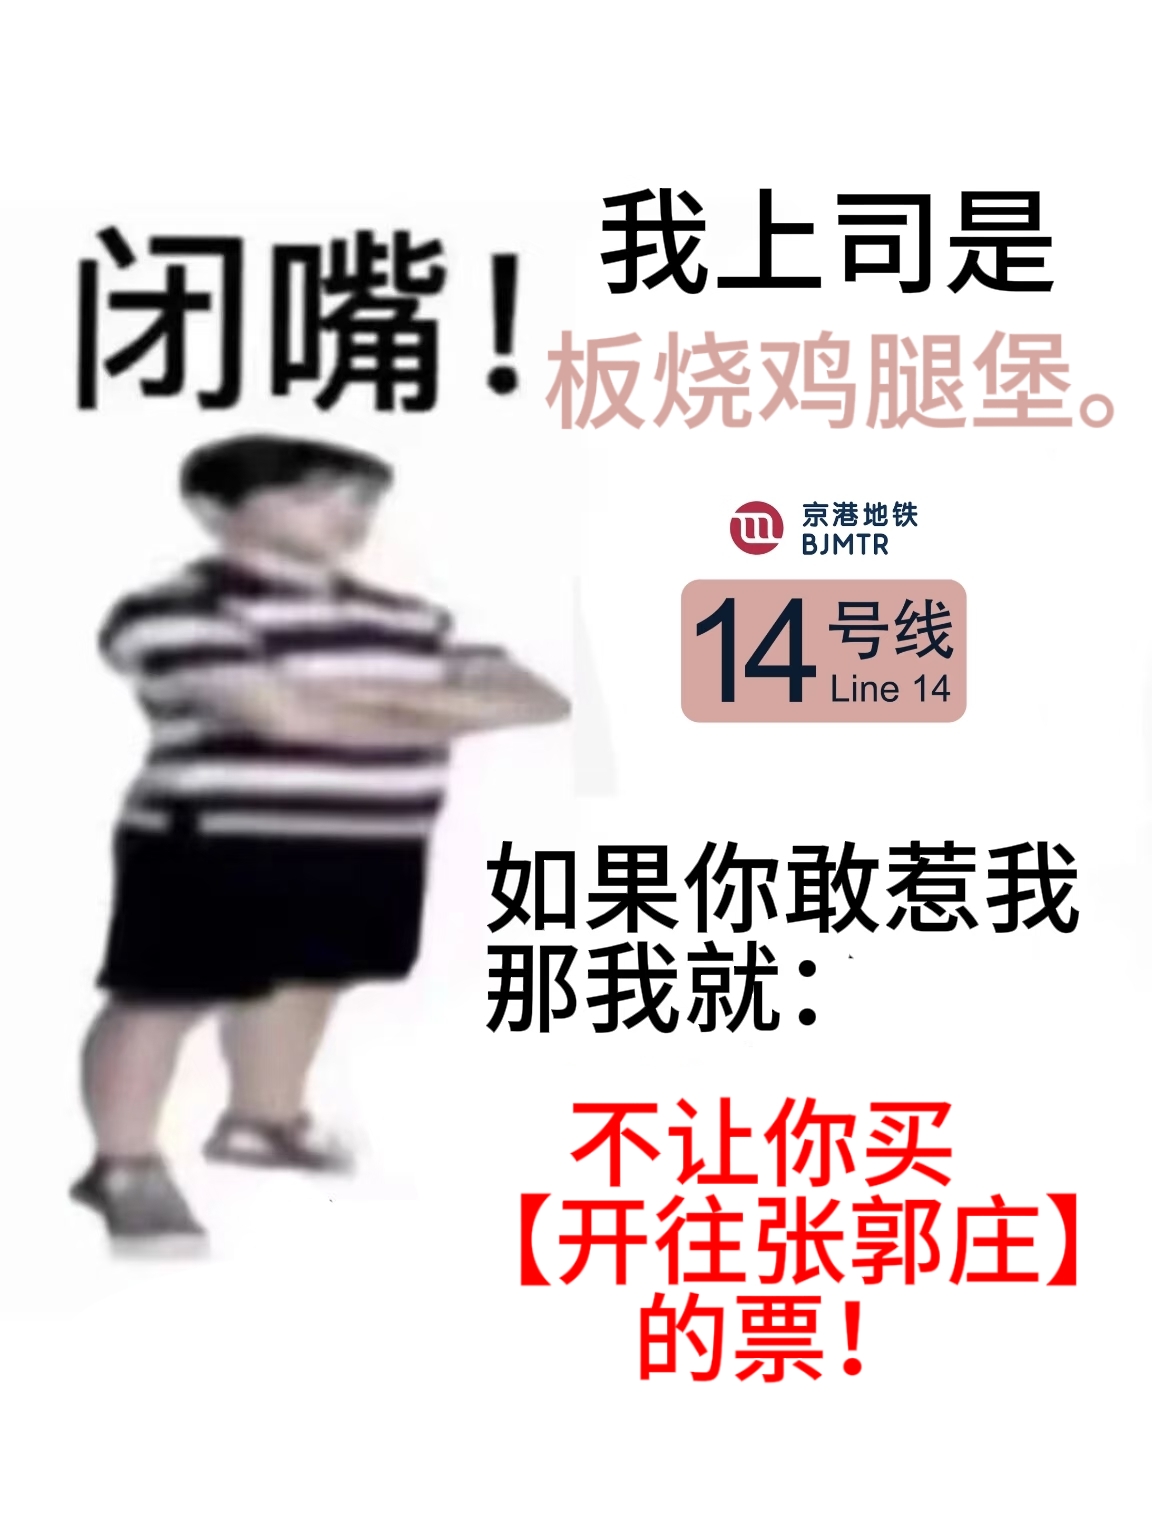 闭嘴！
我上司是
板烧鸡腿堡。
京港地铁
BJMTR
14号线
Line 14
如果你敢惹我
那我就：
不让你买
【开往张郭庄】
的票！